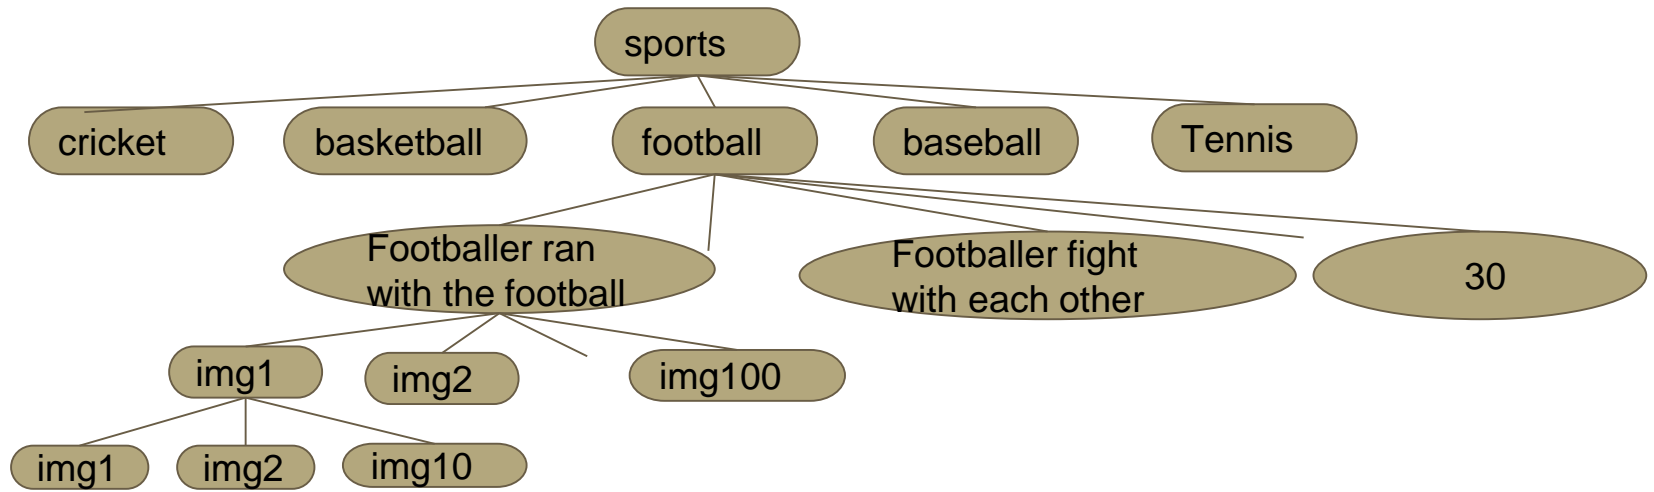 sports
cricket
basketball
football
baseball
Tennis
Footballer ran
with the football
Footballer fight
with each other
30
img1
img2
img100
img1
img2
img10